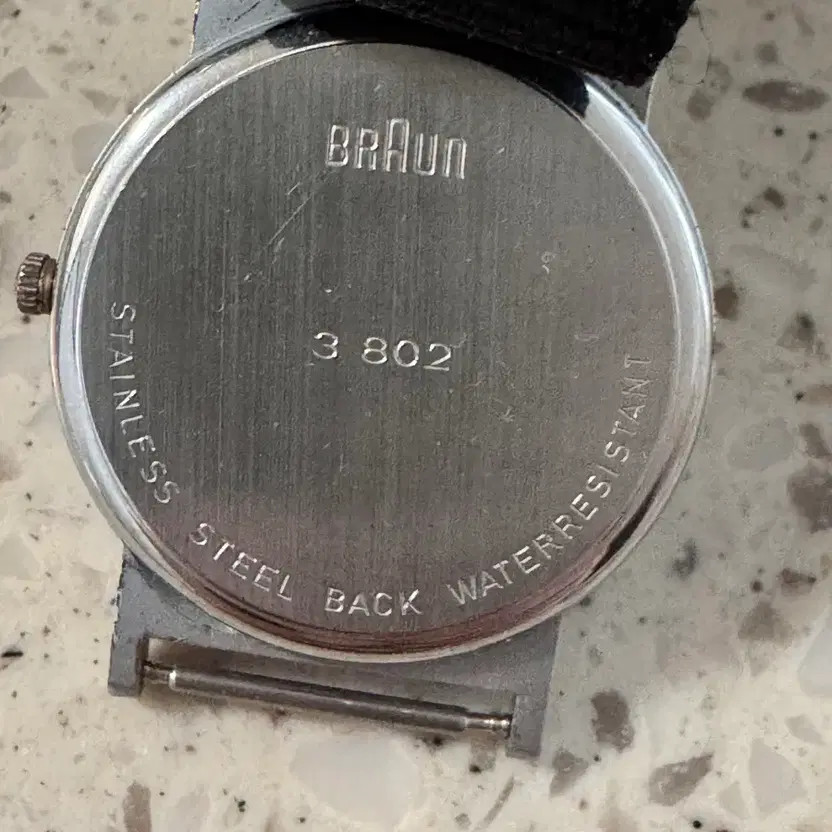 BRAUN
3 802
STAINLESS STEEL BACK WATERRESISTANT